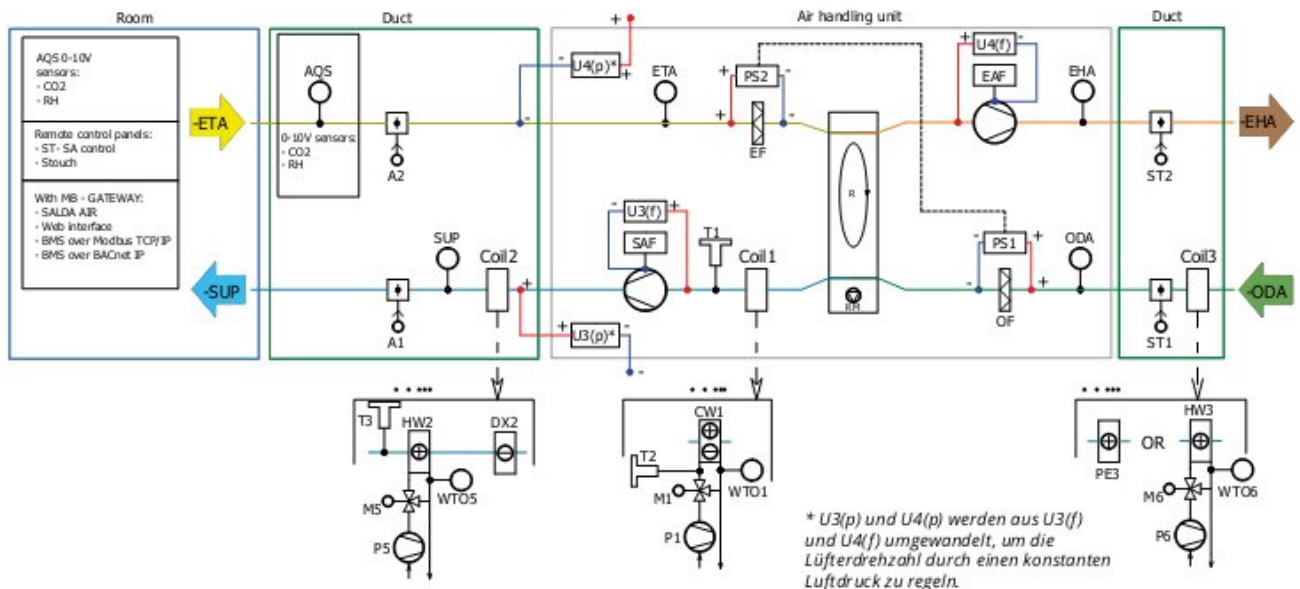 Room
Duct
Air handling unit
Duct
AQS 0-10V
sensors:
- CO2
- RH
Remote control panels:
- ST- SA control
- Stouch
With MB - GATEWAY:
- SALDA AIR
- Web interface
- BMS over Modbus TCP/IP
- BMS over BACnet IP
-ETA
-SUP
AQS
0-10V sensors:
- CO2
- RH
A2
- U4(p)* +
+
-
ETA
+ PS2 -
+
-
EF
+ U4(f) -
EAF
+
-
EHA
ST2
-EHA
R
RH
SUP
Coil2
A1
+
+ U3(p)* -
-
- U3(f) +
SAF
-
+
T1
Coil1
- PS1 +
-
+
OF
ODA
ST1
Coil3
-ODA
T3
HW2
DX2
M5
WTO5
P5
CW1
T2
M1
WTO1
P1
PE3
OR
HW3
M6
WTO6
P6
* U3(p) und U4(p) werden aus U3(f)
und U4(f) umgewandelt, um die
Lüfterdrehzahl durch einen konstanten
Luftdruck zu regeln.